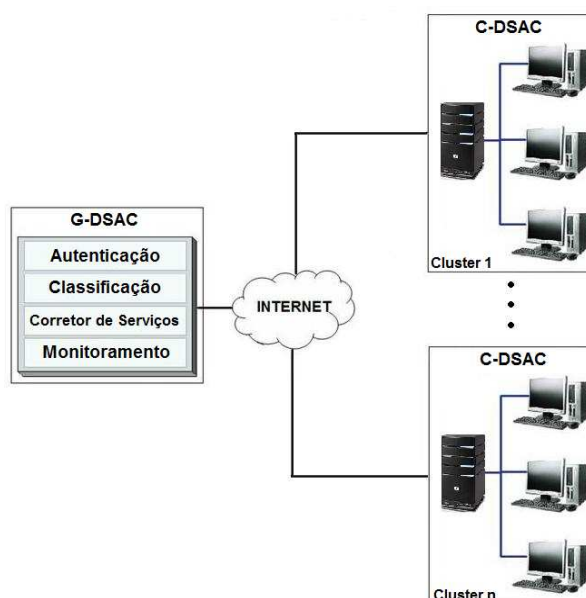 C-DSAC
Cluster 1
G-DSAC
Autenticação
Classificação
Corretor de Serviços
Monitoramento
INTERNET
C-DSAC
Cluster n